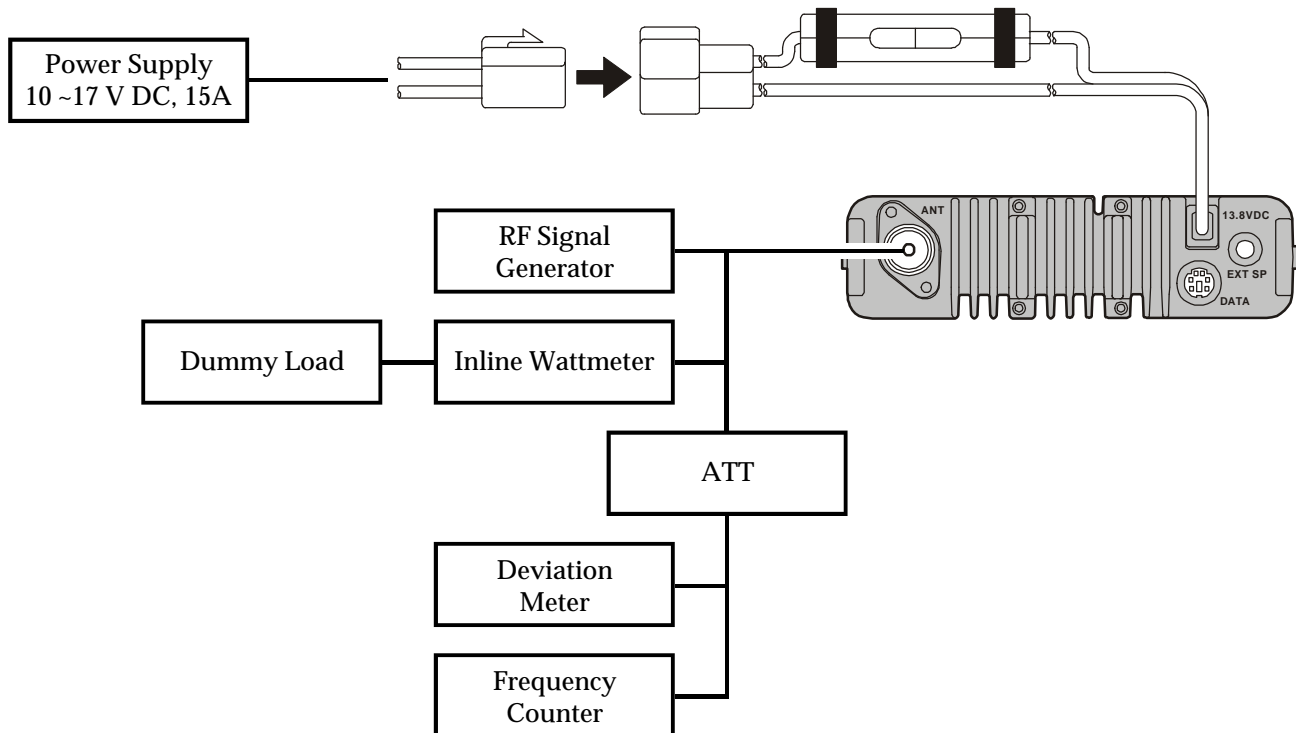 Power Supply
10 ~17 V DC, 15A
ANT
13.8VDC
EXT SP
DATA
RF Signal
Generator
Dummy Load
Inline Wattmeter
ATT
Deviation
Meter
Frequency
Counter